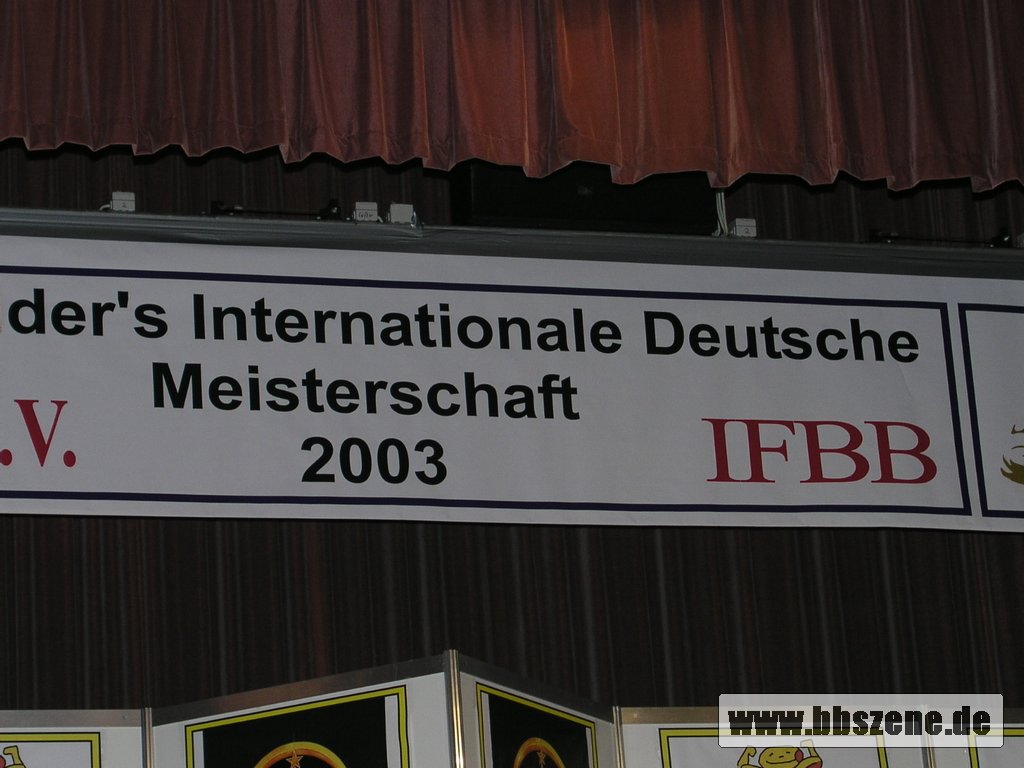 der's Internationale Deutsche
Meisterschaft
.V.
2003
IFBB
www.bbszene.de